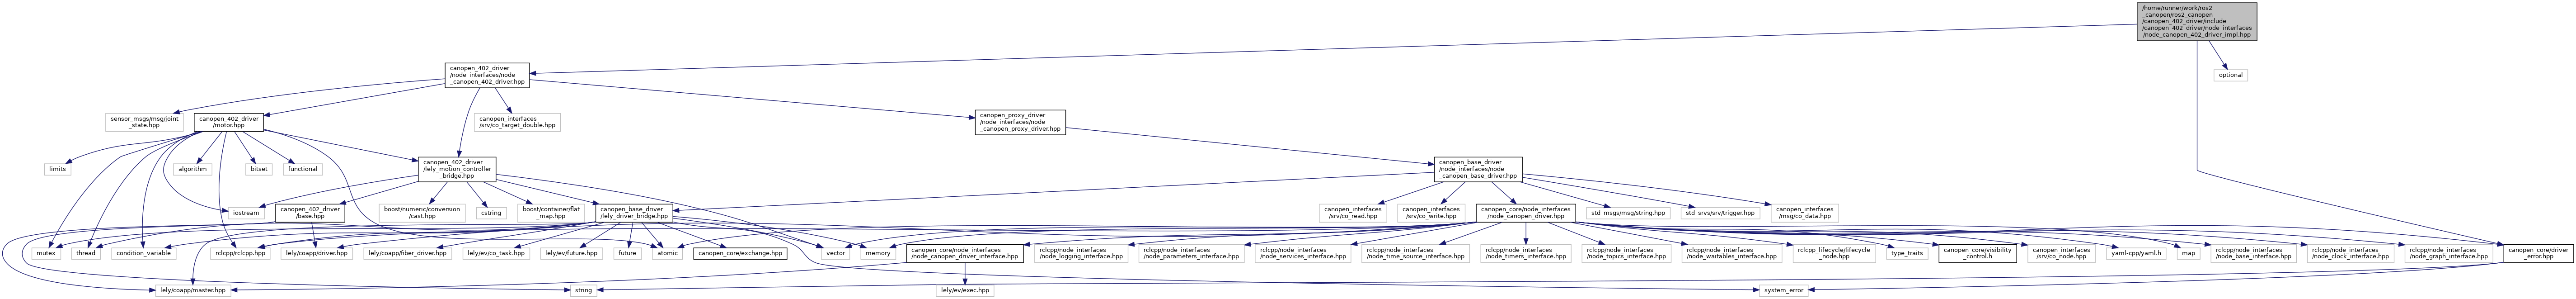 /home/runner/work/ros2
_canopen/ros2_canopen
/canopen_402_driver/include
/canopen_402_driver/node_interfaces
/node_canopen_402_driver_impl.hpp
canopen_402_driver
/node_interfaces/node
_canopen_402_driver.hpp
optional
sensor_msgs/msg/joint
_state.hpp
canopen_402_driver
/motor.hpp
canopen_interfaces
/srv/co_target_double.hpp
canopen_proxy_driver
/node_interfaces/node
_canopen_proxy_driver.hpp
limits
algorithm
bitset
functional
canopen_402_driver
/lely_motion_controller
_bridge.hpp
canopen_base_driver
/node_interfaces/node
_canopen_base_driver.hpp
iostream
canopen_402_driver
/base.hpp
boost/numeric/conversion
/cast.hpp
cstring
boost/container/flat
_map.hpp
canopen_base_driver
/lely_driver_bridge.hpp
canopen_interfaces
/srv/co_read.hpp
canopen_interfaces
/srv/co_write.hpp
canopen_core/node_interfaces
/node_canopen_driver.hpp
std_msgs/msg/string.hpp
std_srvs/srv/trigger.hpp
canopen_interfaces
/msg/co_data.hpp
mutex
thread
condition_variable
rclcpp/rclcpp.hpp
lely/coapp/driver.hpp
lely/coapp/fiber_driver.hpp
lely/ev/co_task.hpp
lely/ev/future.hpp
future
atomic
canopen_core/exchange.hpp
vector
memory
canopen_core/node_interfaces
/node_canopen_driver_interface.hpp
rclcpp/node_interfaces
/node_logging_interface.hpp
rclcpp/node_interfaces
/node_parameters_interface.hpp
rclcpp/node_interfaces
/node_services_interface.hpp
rclcpp/node_interfaces
/node_time_source_interface.hpp
rclcpp/node_interfaces
/node_timers_interface.hpp
rclcpp/node_interfaces
/node_topics_interface.hpp
rclcpp/node_interfaces
/node_waitables_interface.hpp
rclcpp_lifecycle/lifecycle
_node.hpp
type_traits
canopen_core/visibility
_control.h
canopen_interfaces
/srv/co_node.hpp
yaml-cpp/yaml.h
map
rclcpp/node_interfaces
/node_base_interface.hpp
rclcpp/node_interfaces
/node_clock_interface.hpp
rclcpp/node_interfaces
/node_graph_interface.hpp
canopen_core/driver
_error.hpp
lely/coapp/master.hpp
string
lely/ev/exec.hpp
system_error